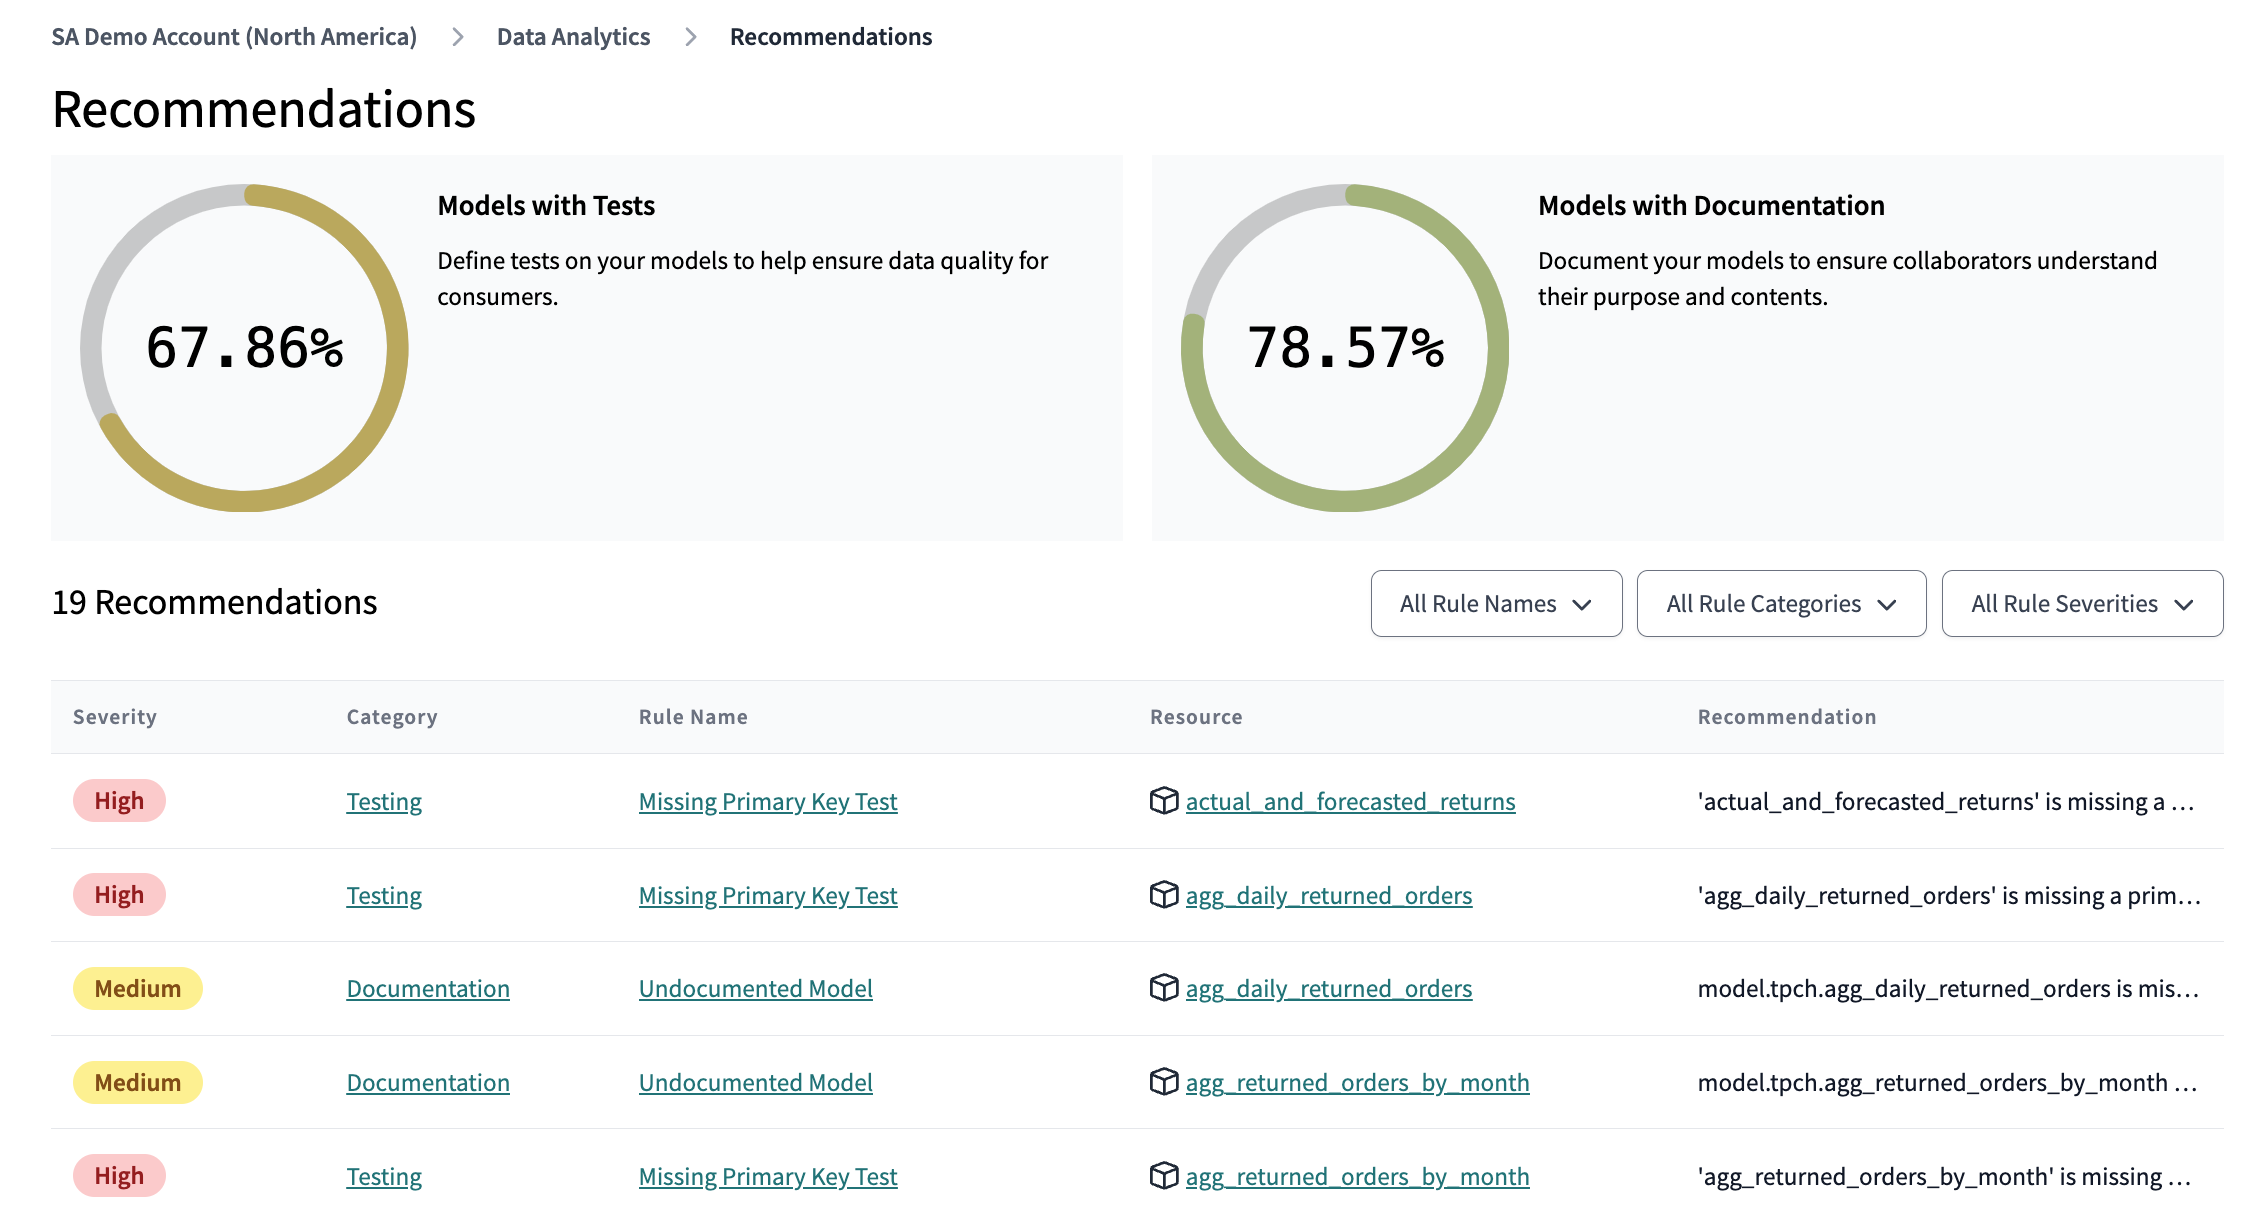 SA Demo Account (North America) Data Analytics Recommendations
Recommendations
67.86%
Models with Tests
Define tests on your models to help ensure data quality for
consumers.
78.57%
Models with Documentation
Document your models to ensure collaborators understand
their purpose and contents.
19 Recommendations
All Rule Names All Rule Categories All Rule Severities
Severity Category Rule Name Resource Recommendation
High Testing Missing Primary Key Test actual_and_forecasted_returns 'actual_and_forecasted_returns' is missing a …
High Testing Missing Primary Key Test agg_daily_returned_orders 'agg_daily_returned_orders' is missing a prim…
Medium Documentation Undocumented Model agg_daily_returned_orders model.tpch.agg_daily_returned_orders is mis…
Medium Documentation Undocumented Model agg_returned_orders_by_month model.tpch.agg_returned_orders_by_month …
High Testing Missing Primary Key Test agg_returned_orders_by_month 'agg_returned_orders_by_month' is missing …